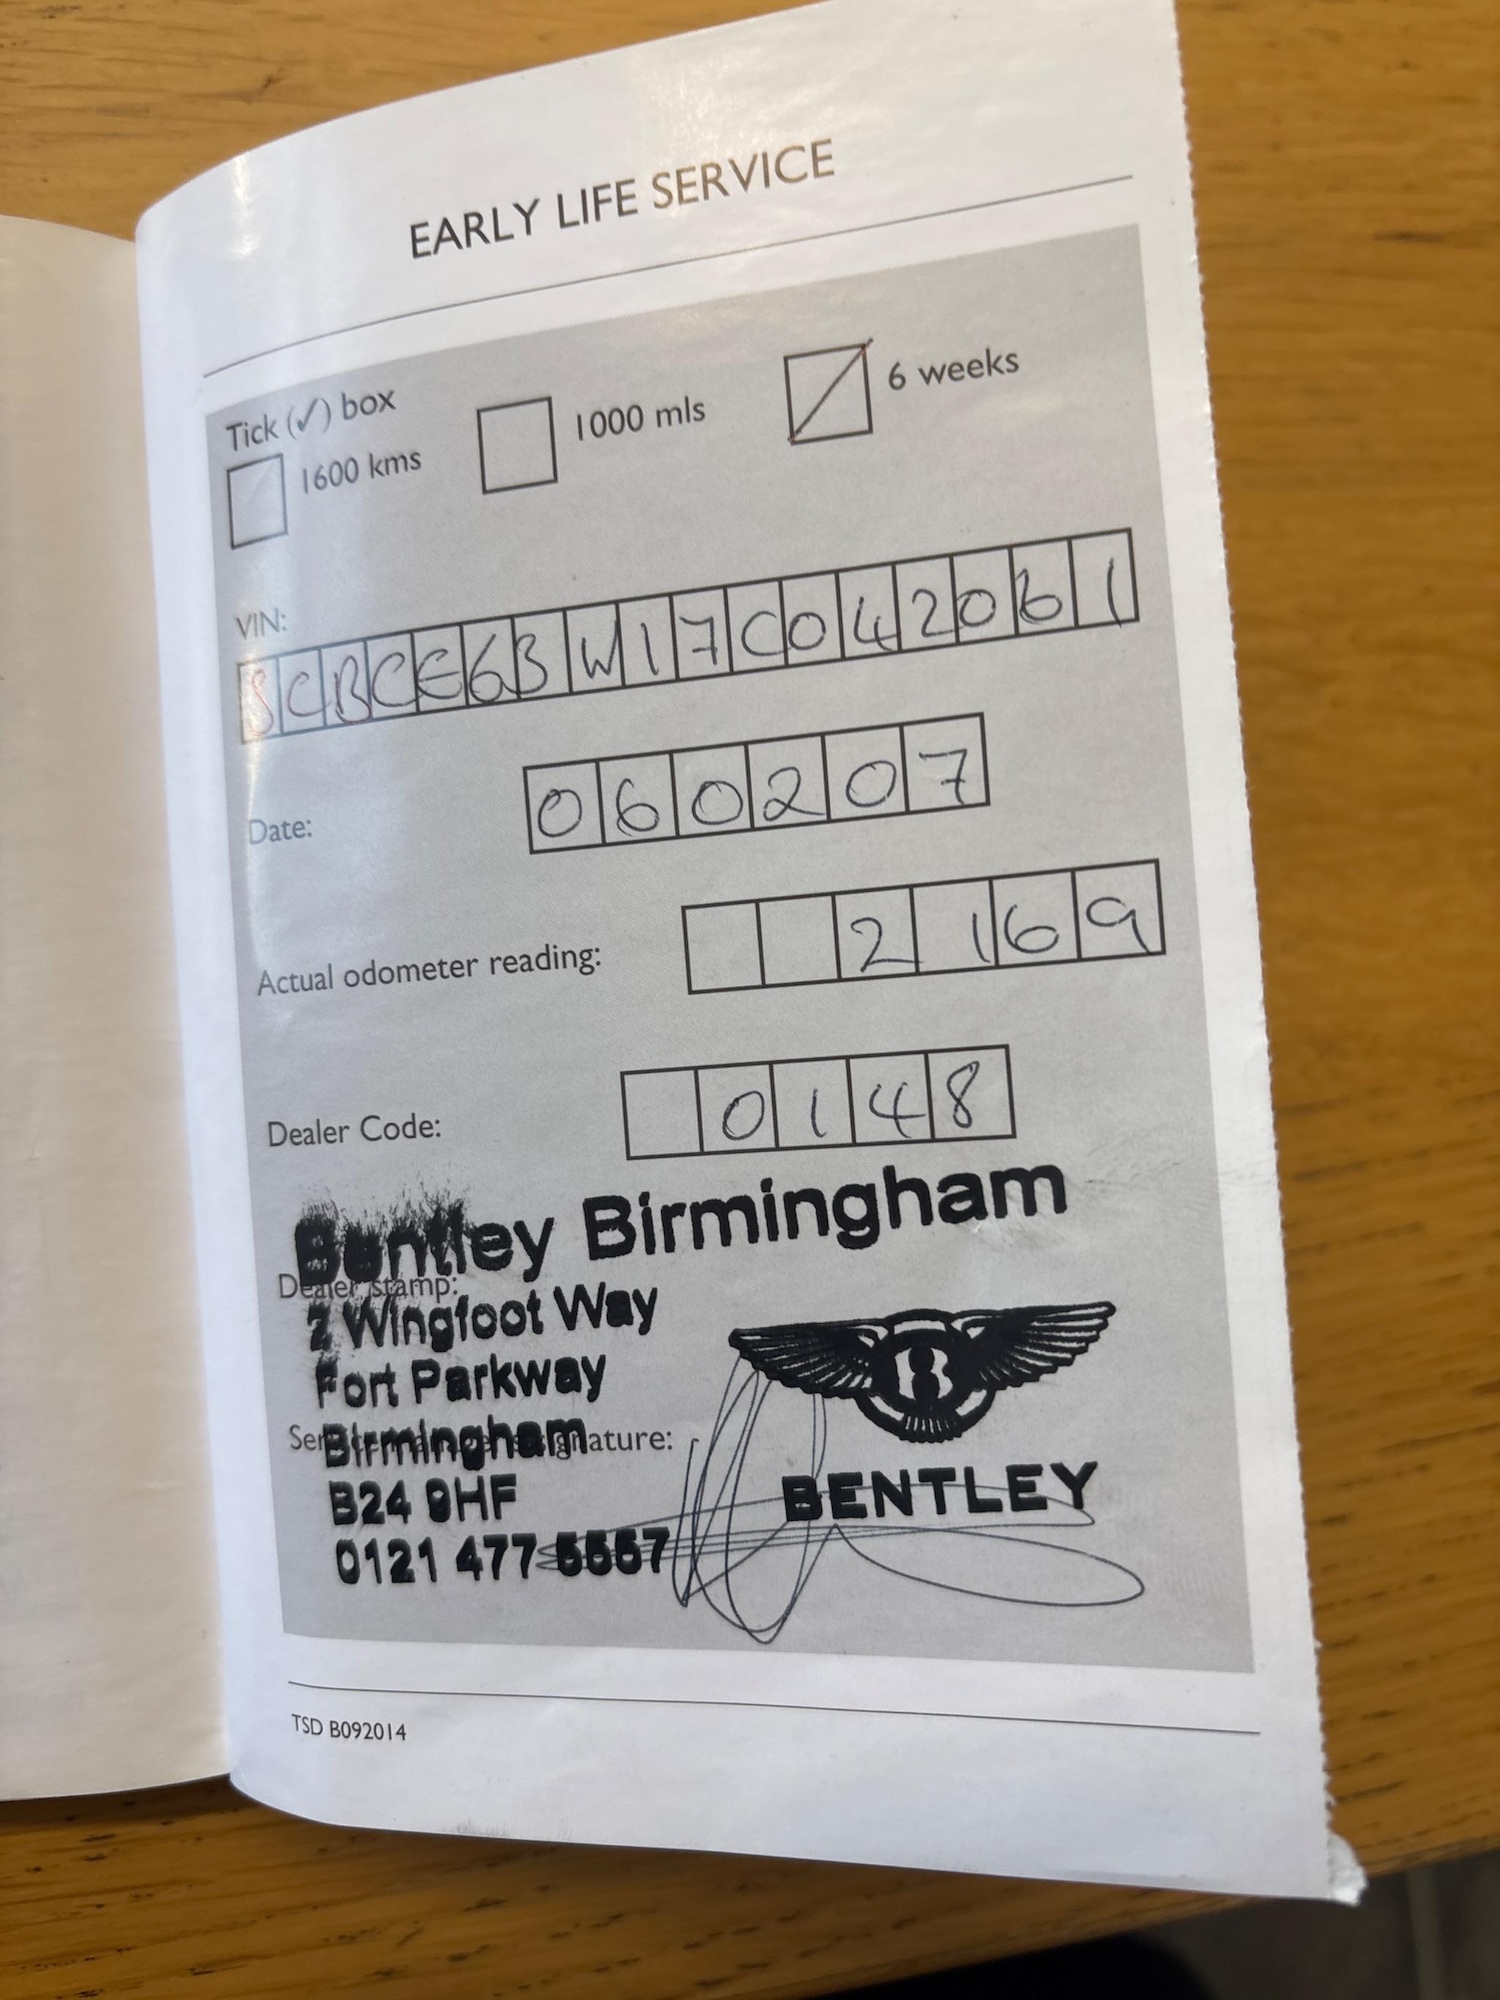 EARLY LIFE SERVICE
Tick (✓) box
1600 kms
1000 mls
6 weeks
VIN:
SCBCE63W17C042061
Date:
060207
Actual odometer reading:
2169
Dealer Code:
0148
Bentley Birmingham
Dealer stamp:
2 Wingfoot Way
Fort Parkway
Birmingham
signature:
B24 9HF
BENTLEY
0121 477
TSD B092014